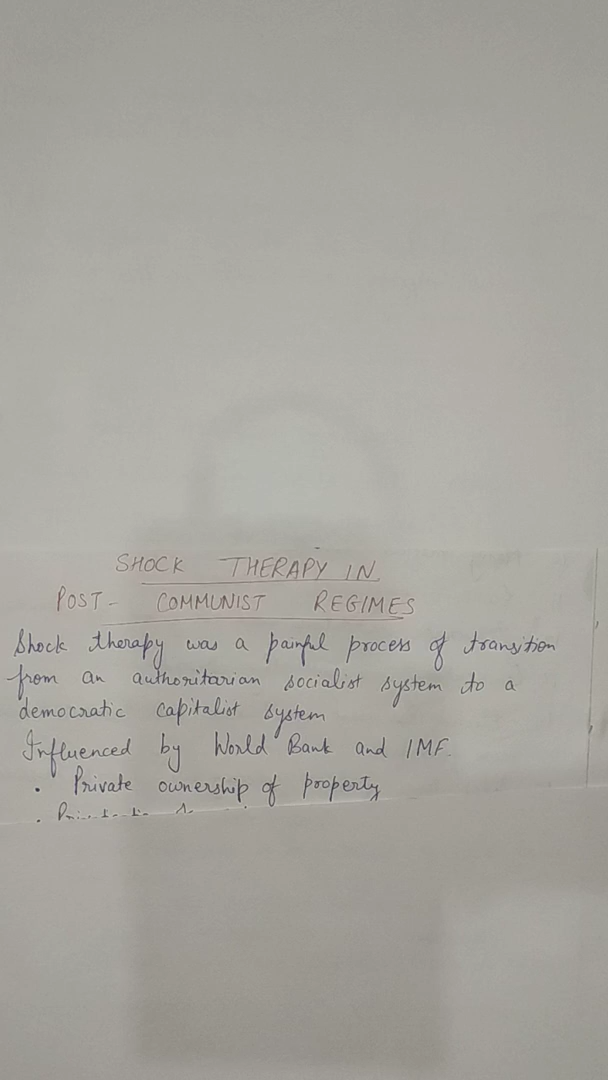 SHOCK THERAPY IN
POST- COMMUNIST REGIMES
Shock therapy was a painful process of transition
from an authoritarian socialist system to a
democratic capitalist system
Influenced by World Bank and IMF.
• Private ownership of property